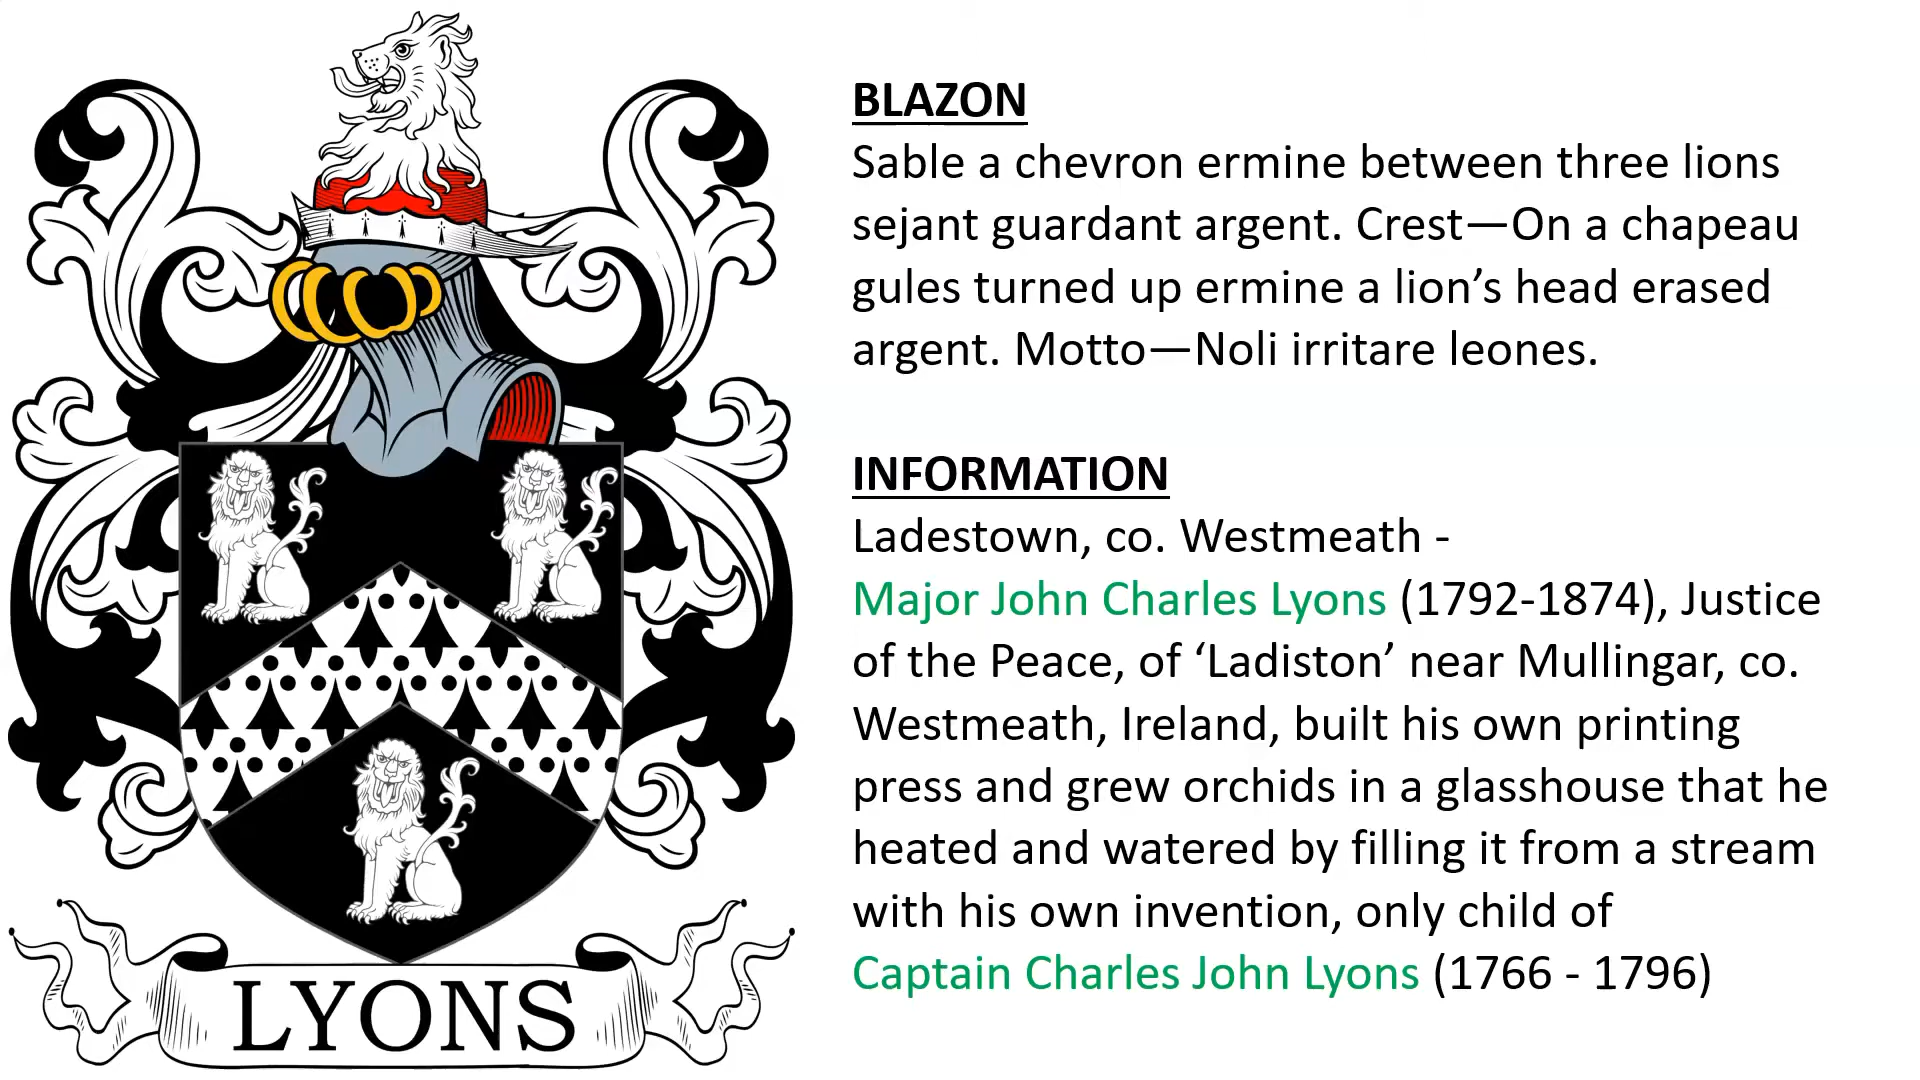 BLAZON
Sable a chevron ermine between three lions
sejant guardant argent. Crest—On a chapeau
gules turned up ermine a lion’s head erased
argent. Motto—Noli irritare leones.
INFORMATION
Ladestown, co. Westmeath -
Major John Charles Lyons (1792-1874), Justice
of the Peace, of ‘Ladiston’ near Mullingar, co.
Westmeath, Ireland, built his own printing
press and grew orchids in a glasshouse that he
heated and watered by filling it from a stream
with his own invention, only child of
Captain Charles John Lyons (1766 - 1796)
LYONS